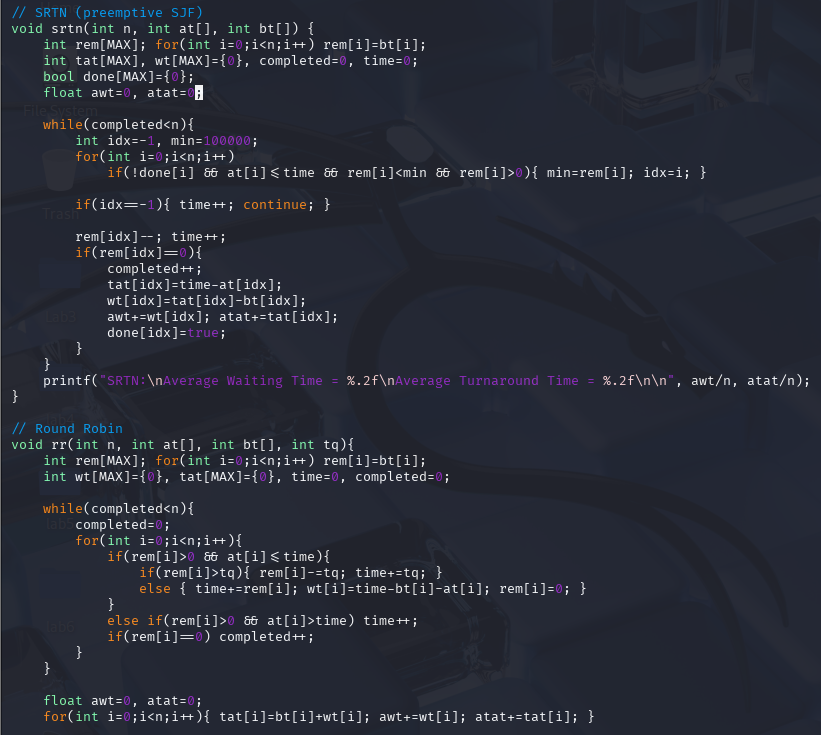 // SRTN (preemptive SJF)
void srtn(int n, int at[], int bt[]) {
    int rem[MAX]; for(int i=0;i<n;i++) rem[i]=bt[i];
    int tat[MAX], wt[MAX]={0}, completed=0, time=0;
    bool done[MAX]={0};
    float awt=0, atat=0;
File System
    while(completed<n){
        int idx=-1, min=100000;
        for(int i=0;i<n;i++)
            if(!done[i] && at[i]<=time && rem[i]<min && rem[i]>0){ min=rem[i]; idx=i; }
        if(idx==-1){ time++; continue; }
Trash
        rem[idx]--; time++;
        if(rem[idx]==0){
            completed++;
            tat[idx]=time-at[idx];
            wt[idx]=tat[idx]-bt[idx];
            awt+=wt[idx]; atat+=tat[idx];
            done[idx]=true;
        }
    }
    printf("SRTN:\nAverage Waiting Time = %.2f\nAverage Turnaround Time = %.2f\n\n", awt/n, atat/n);
}
// Round Robin
void rr(int n, int at[], int bt[], int tq){
    int rem[MAX]; for(int i=0;i<n;i++) rem[i]=bt[i];
    int wt[MAX]={0}, tat[MAX]={0}, time=0, completed=0;
    while(completed<n){
        completed=0;
        for(int i=0;i<n;i++){
            if(rem[i]>0 && at[i]<=time){
                if(rem[i]>tq){ rem[i]-=tq; time+=tq; }
                else { time+=rem[i]; wt[i]=time-bt[i]-at[i]; rem[i]=0; }
            }
            else if(rem[i]>0 && at[i]>time) time++;
            if(rem[i]==0) completed++;
        }
    }
    float awt=0, atat=0;
    for(int i=0;i<n;i++){ tat[i]=bt[i]+wt[i]; awt+=wt[i]; atat+=tat[i]; }